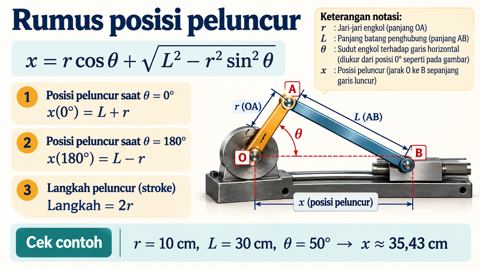 Rumus posisi peluncur
x = r cos θ + √(L² − r² sin² θ)
1 Posisi peluncur saat θ = 0°
x(0°) = L + r
2 Posisi peluncur saat θ = 180°
x(180°) = L − r
3 Langkah peluncur (stroke)
Langkah = 2r
Keterangan notasi:
r : Jari-jari engkol (panjang OA)
L : Panjang batang penghubung (panjang AB)
θ : Sudut engkol terhadap garis horizontal
(diukur dari posisi 0° seperti pada gambar)
x : Posisi peluncur (jarak O ke B sepanjang
garis luncur)
A
r (OA)
L (AB)
θ
O
B
x (posisi peluncur)
Cek contoh
r = 10 cm, L = 30 cm, θ = 50° → x ≈ 35,43 cm